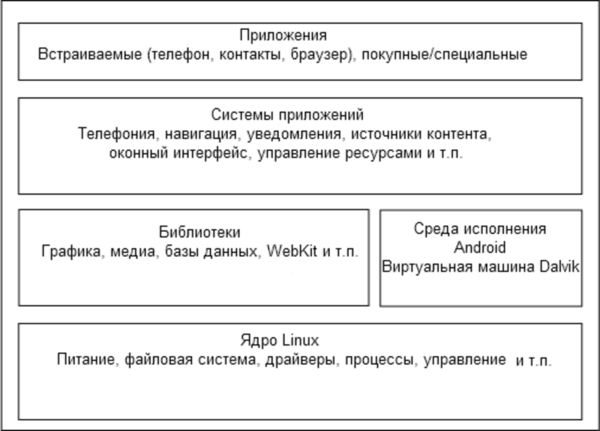 Приложения
Встраиваемые (телефон, контакты, браузер), покупные/специальные
Системы приложений
Телефония, навигация, уведомления, источники контента,
оконный интерфейс, управление ресурсами и т.п.
Библиотеки
Графика, медиа, базы данных, WebKit и т.п.
Среда исполнения
Android
Виртуальная машина Dalvik
Ядро Linux
Питание, файловая система, драйверы, процессы, управление и т.п.